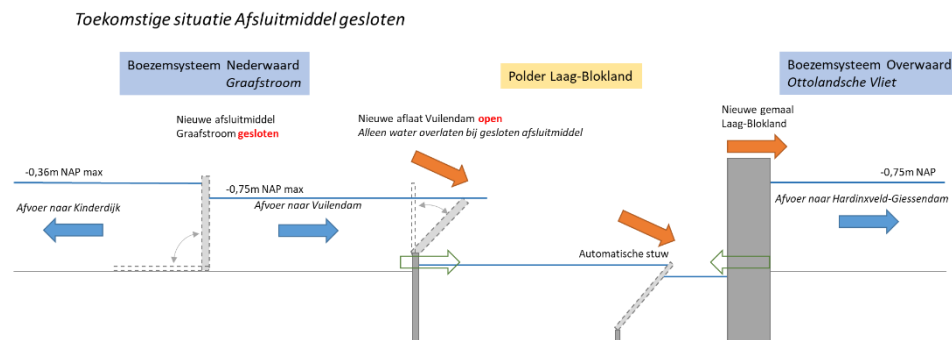 Toekomstige situatie Afsluitmiddel gesloten
Boezemsysteem Nederwaard
Graafstroom
Polder Laag-Blokland
Boezemsysteem Overwaard
Ottolandsche Vliet
Nieuwe afsluitmiddel
Graafstroom gesloten
Nieuwe aflaat Vuilendam open
Alleen water overlaten bij gesloten afsluitmiddel
Nieuwe gemaal
Laag-Blokland
-0,36m NAP max
-0,75m NAP max
-0,75m NAP
Afvoer naar Kinderdijk
Afvoer naar Vuilendam
Afvoer naar Hardinxveld-Giessendam
Automatische stuw